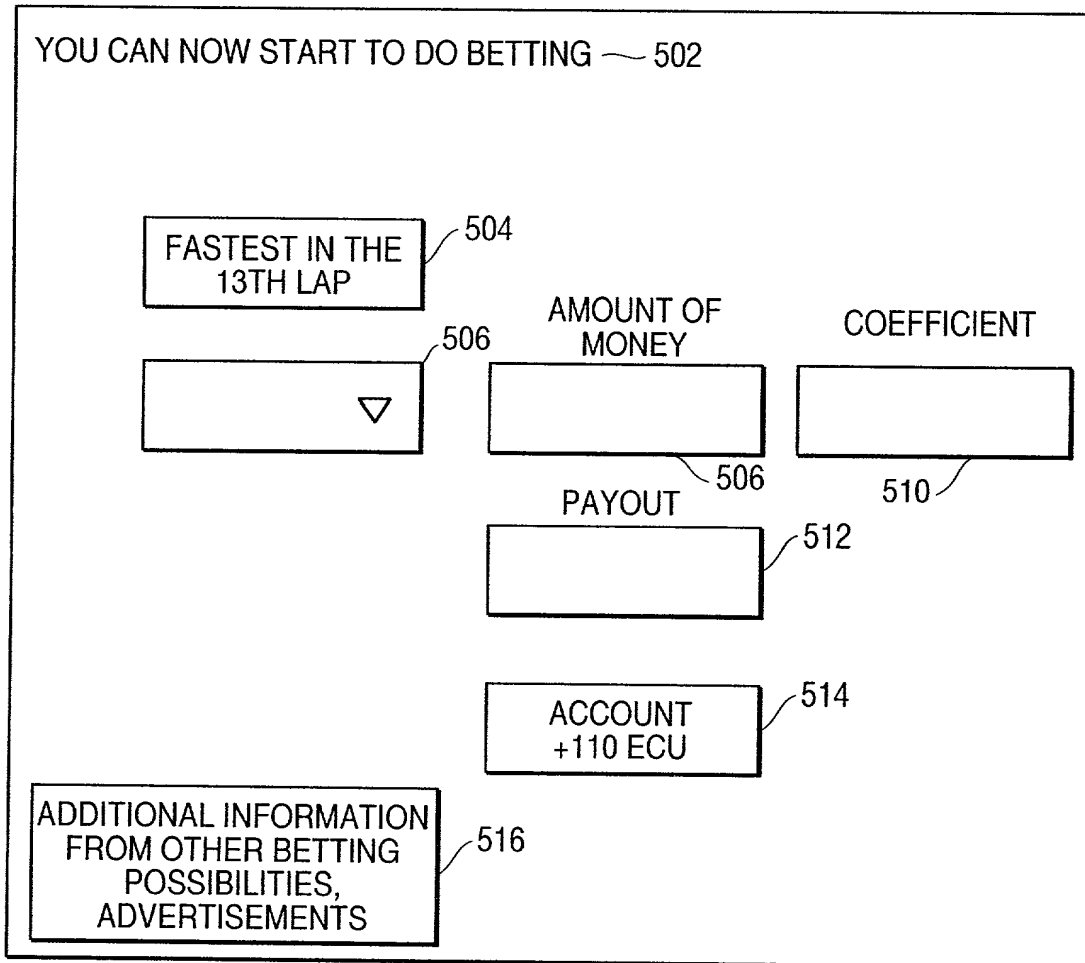 YOU CAN NOW START TO DO BETTING 502
FASTEST IN THE
13TH LAP
504
506
AMOUNT OF
MONEY
506
COEFFICIENT
510
PAYOUT
512
ACCOUNT
+110 ECU
514
ADDITIONAL INFORMATION
FROM OTHER BETTING
POSSIBILITIES,
ADVERTISEMENTS
516